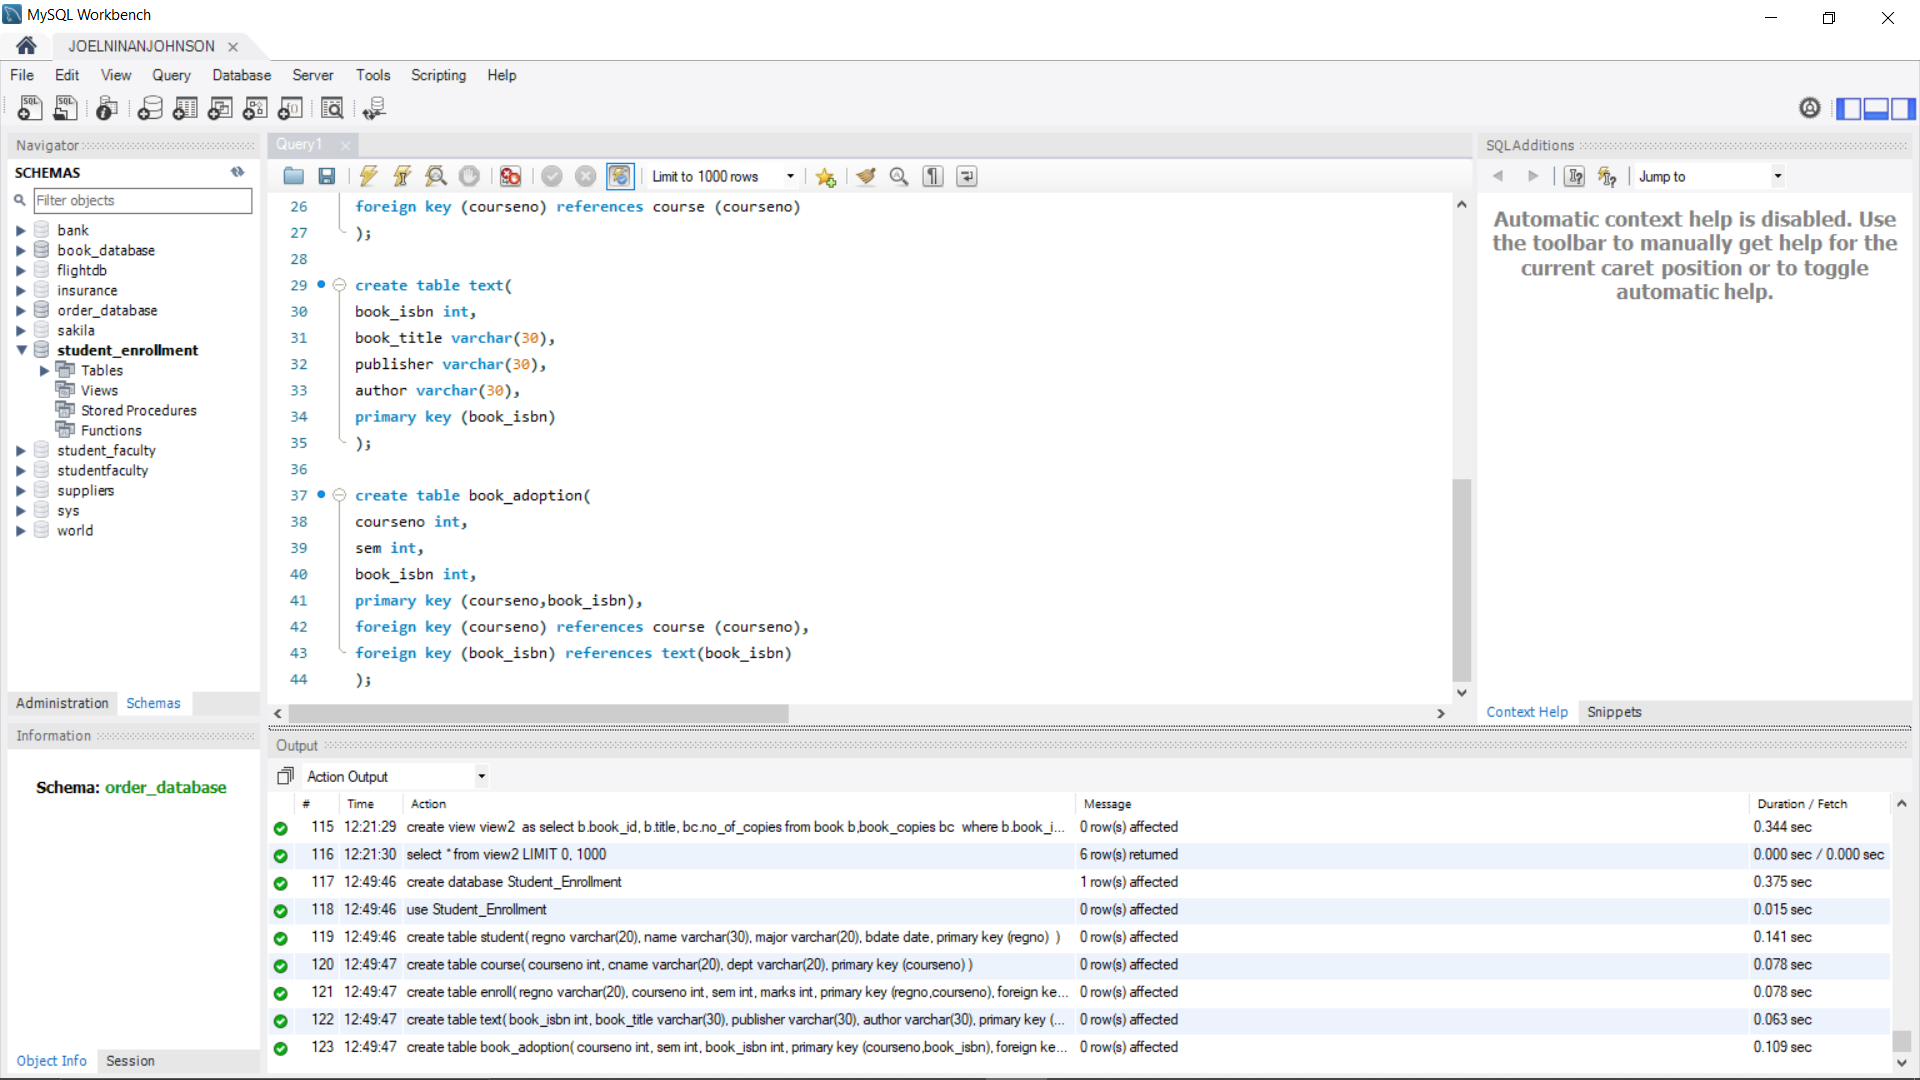 MySQL Workbench
JOELNINANJOHNSON
File Edit View Query Database Server Tools Scripting Help
Navigator
SCHEMAS
Filter objects
bank
book_database
flightdb
insurance
order_database
sakila
student_enrollment
Tables
Views
Stored Procedures
Functions
student_faculty
studentfaculty
suppliers
sys
world
Administration Schemas
Information
Schema: order_database
Object Info Session
Query1
Limit to 1000 rows
26 foreign key (courseno) references course (courseno)
27 );
28
29 create table text(
30 book_isbn int,
31 book_title varchar(30),
32 publisher varchar(30),
33 author varchar(30),
34 primary key (book_isbn)
35 );
36
37 create table book_adoption(
38 courseno int,
39 sem int,
40 book_isbn int,
41 primary key (courseno,book_isbn),
42 foreign key (courseno) references course (courseno),
43 foreign key (book_isbn) references text(book_isbn)
44 );
SQLAdditions
Jump to
Automatic context help is disabled. Use
the toolbar to manually get help for the
current caret position or to toggle
automatic help.
Context Help Snippets
Output
Action Output
# Time Action Message Duration / Fetch
115 12:21:29 create view view2 as select b.book_id, b.title, bc.no_of_copies from book b,book_copies bc where b.book_i... 0 row(s) affected 0.344 sec
116 12:21:30 select * from view2 LIMIT 0, 1000 6 row(s) returned 0.000 sec / 0.000 sec
117 12:49:46 create database Student_Enrollment 1 row(s) affected 0.375 sec
118 12:49:46 use Student_Enrollment 0 row(s) affected 0.015 sec
119 12:49:46 create table student( regno varchar(20), name varchar(30), major varchar(20), bdate date, primary key (regno) ) 0 row(s) affected 0.141 sec
120 12:49:47 create table course( courseno int, cname varchar(20), dept varchar(20), primary key (courseno) ) 0 row(s) affected 0.078 sec
121 12:49:47 create table enroll( regno varchar(20), courseno int, sem int, marks int, primary key (regno,courseno), foreign ke... 0 row(s) affected 0.078 sec
122 12:49:47 create table text( book_isbn int, book_title varchar(30), publisher varchar(30), author varchar(30), primary key (... 0 row(s) affected 0.063 sec
123 12:49:47 create table book_adoption( courseno int, sem int, book_isbn int, primary key (courseno,book_isbn), foreign ke... 0 row(s) affected 0.109 sec